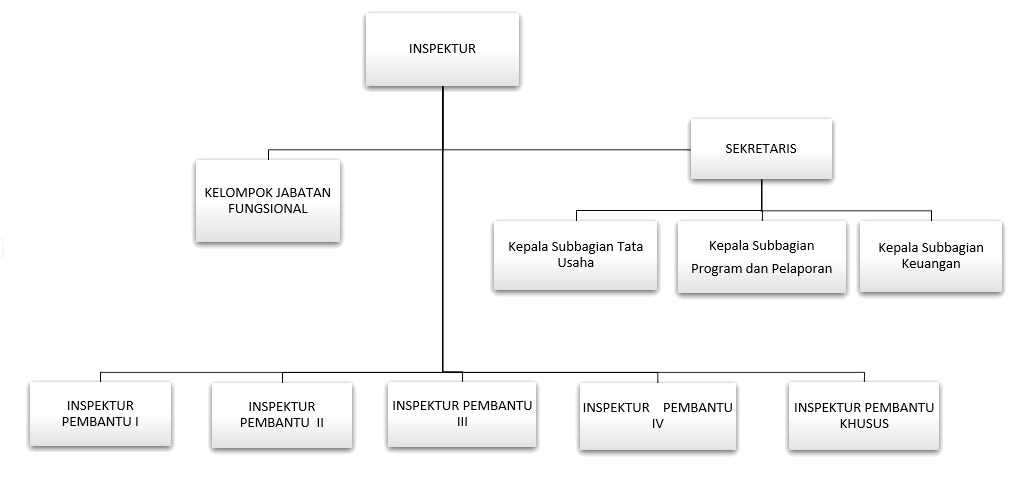 INSPEKTUR
SEKRETARIS
KELOMPOK JABATAN
FUNGSIONAL
Kepala Subbagian Tata
Usaha
Kepala Subbagian
Program dan Pelaporan
Kepala Subbagian
Keuangan
INSPEKTUR
PEMBANTU I
INSPEKTUR
PEMBANTU II
INSPEKTUR PEMBANTU
III
INSPEKTUR PEMBANTU
IV
INSPEKTUR PEMBANTU
KHUSUS